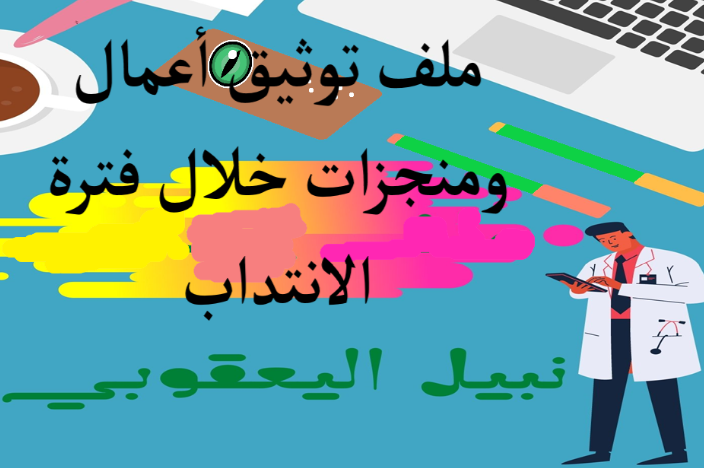 ملف توثيق أعمال
ومنجزات خلال فترة
الانتداب
نبيل اليعقوبي